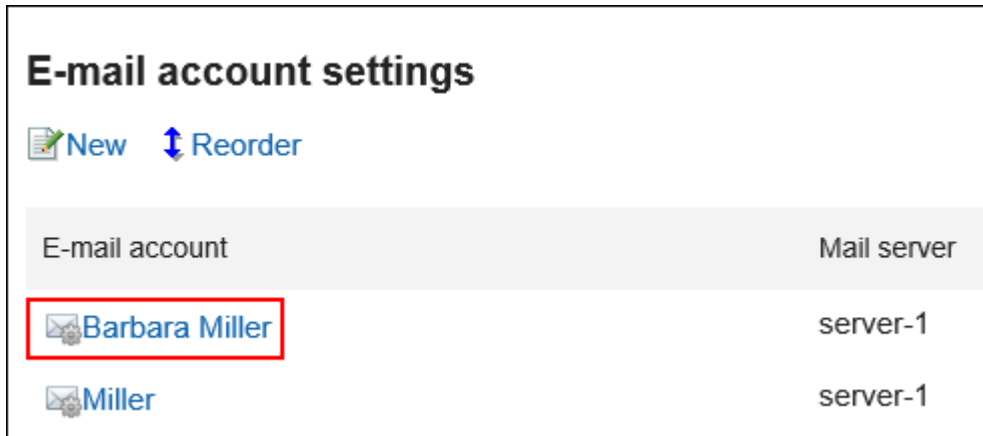 E-mail account settings
New Reorder
E-mail account Mail server
Barbara Miller server-1
Miller server-1